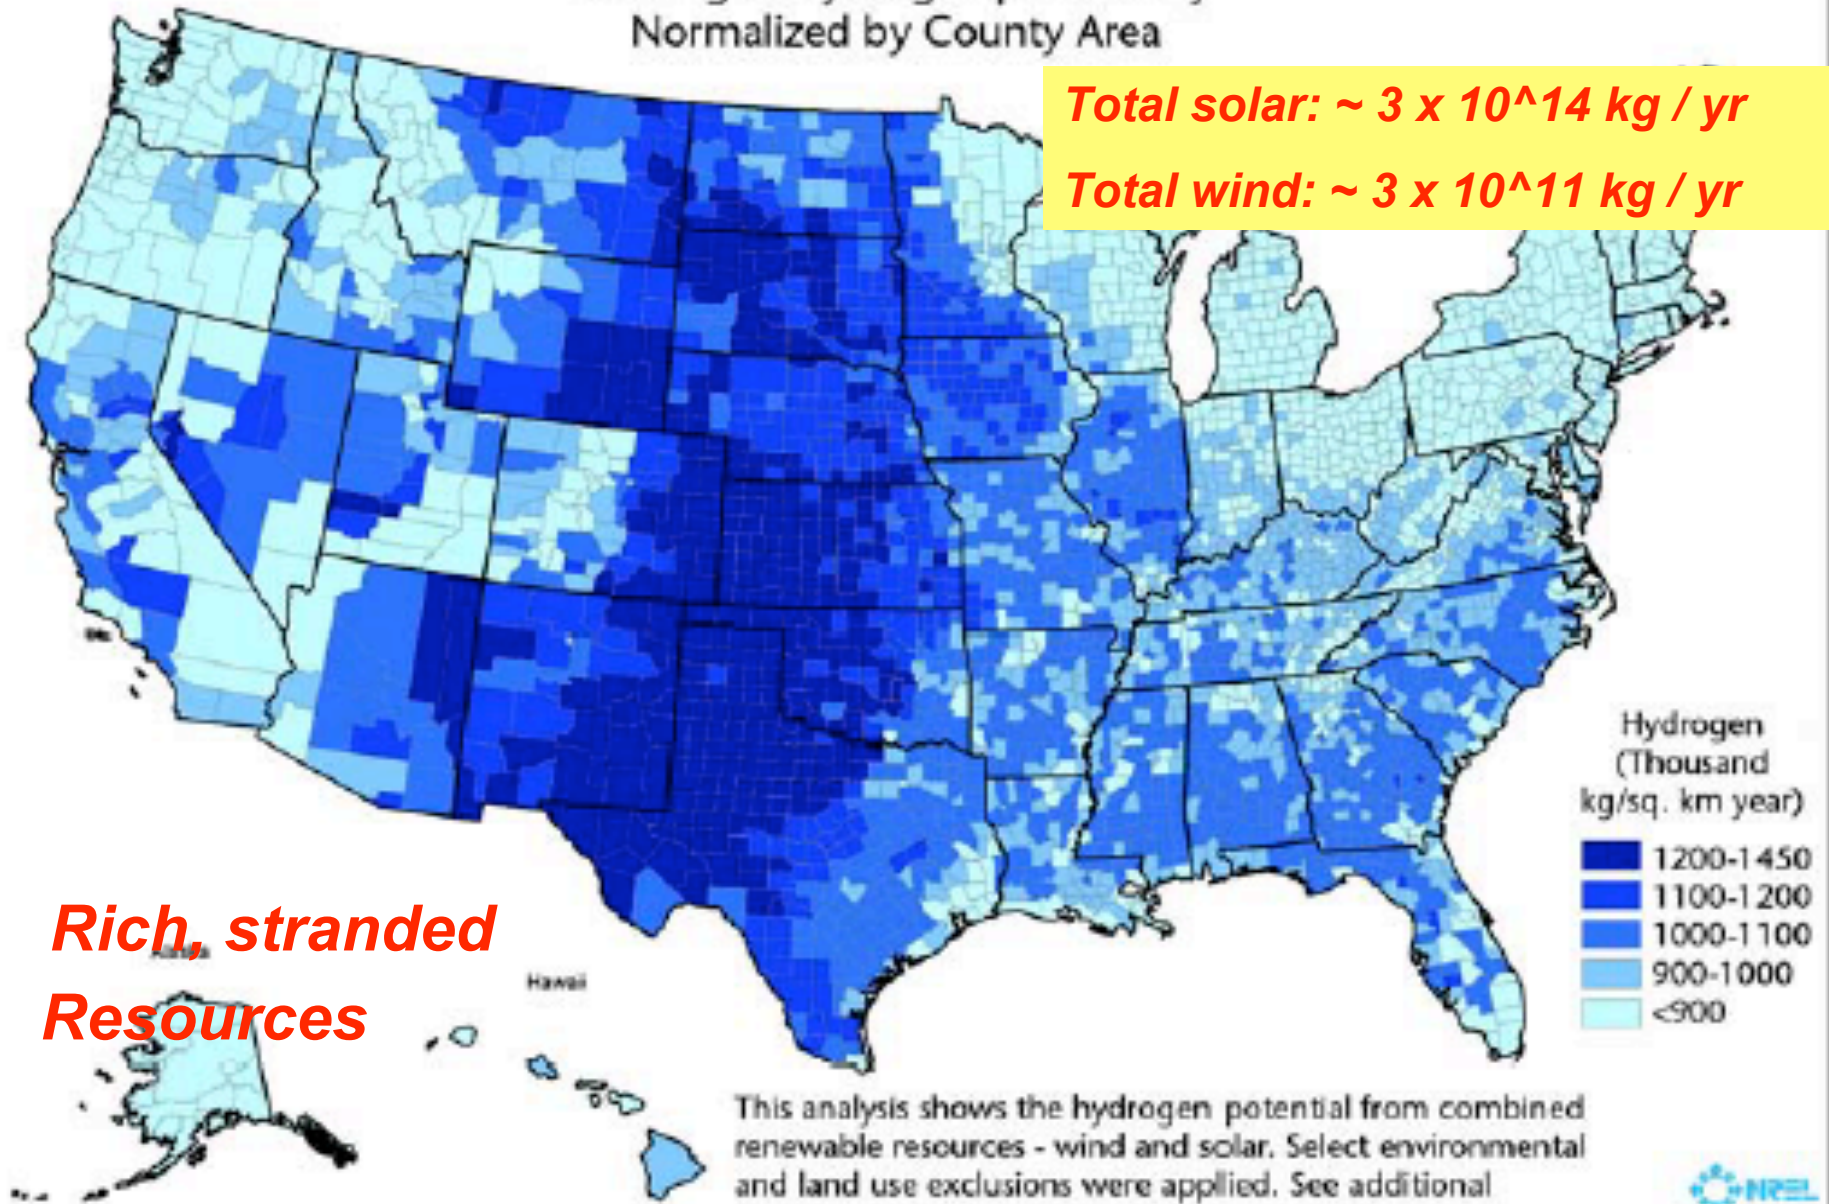 Normalized by County Area
Total solar: ~ 3 x 10^14 kg / yr
Total wind: ~ 3 x 10^11 kg / yr
Hydrogen
(Thousand
kg/sq. km year)
1200-1450
1100-1200
1000-1100
900-1000
<900
Rich, stranded
Resources
Alaska
Hawaii
This analysis shows the hydrogen potential from combined
renewable resources - wind and solar. Select environmental
and land use exclusions were applied. See additional
NREL